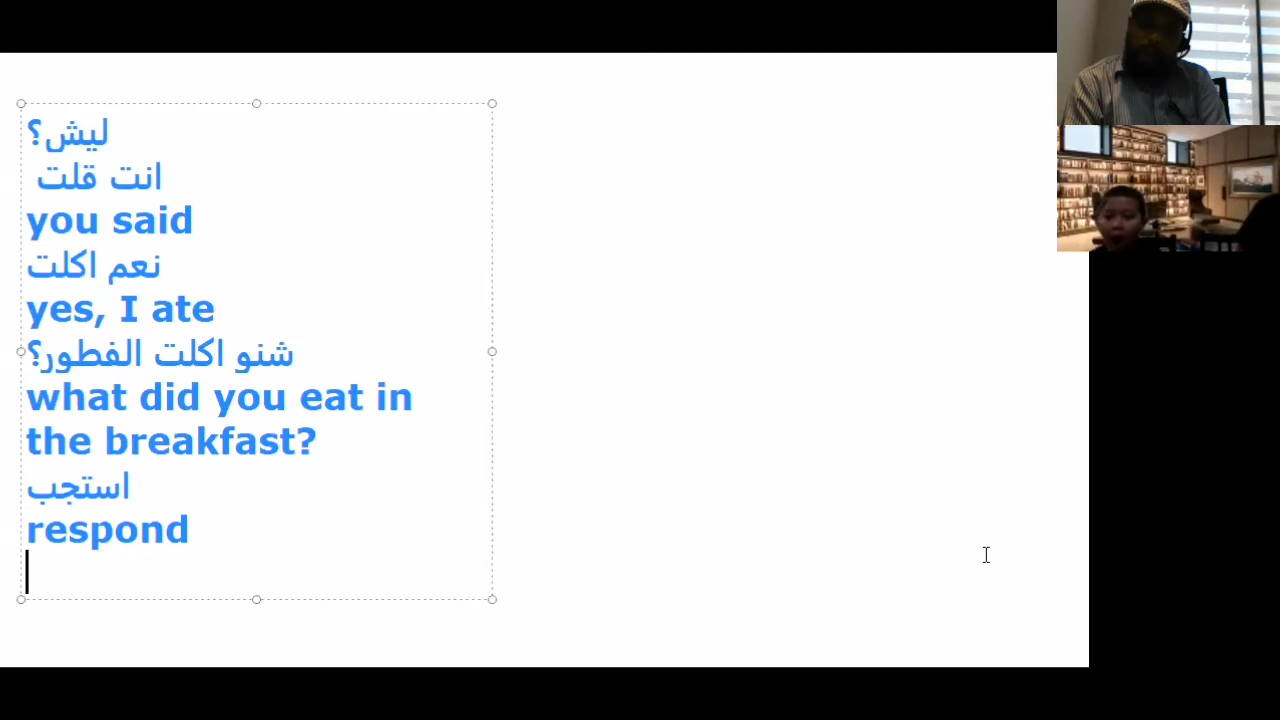 ليش؟
انت قلت
you said
نعم اكلت
yes, I ate
شنو اكلت الفطور؟
what did you eat in
the breakfast?
استجب
respond